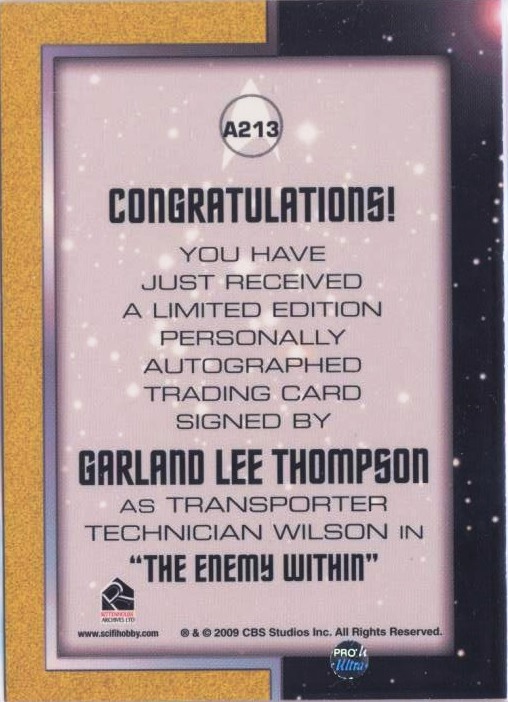 A213
CONGRATULATIONS!
YOU HAVE
JUST RECEIVED
A LIMITED EDITION
PERSONALLY
AUTOGRAPHED
TRADING CARD
SIGNED BY
GARLAND LEE THOMPSON
AS TRANSPORTER
TECHNICIAN WILSON IN
"THE ENEMY WITHIN"
RITTENHOUSE
ARCHIVES LTD
www.scifihobby.com ® & © 2009 CBS Studios Inc. All Rights Reserved.
PRO
Ultra